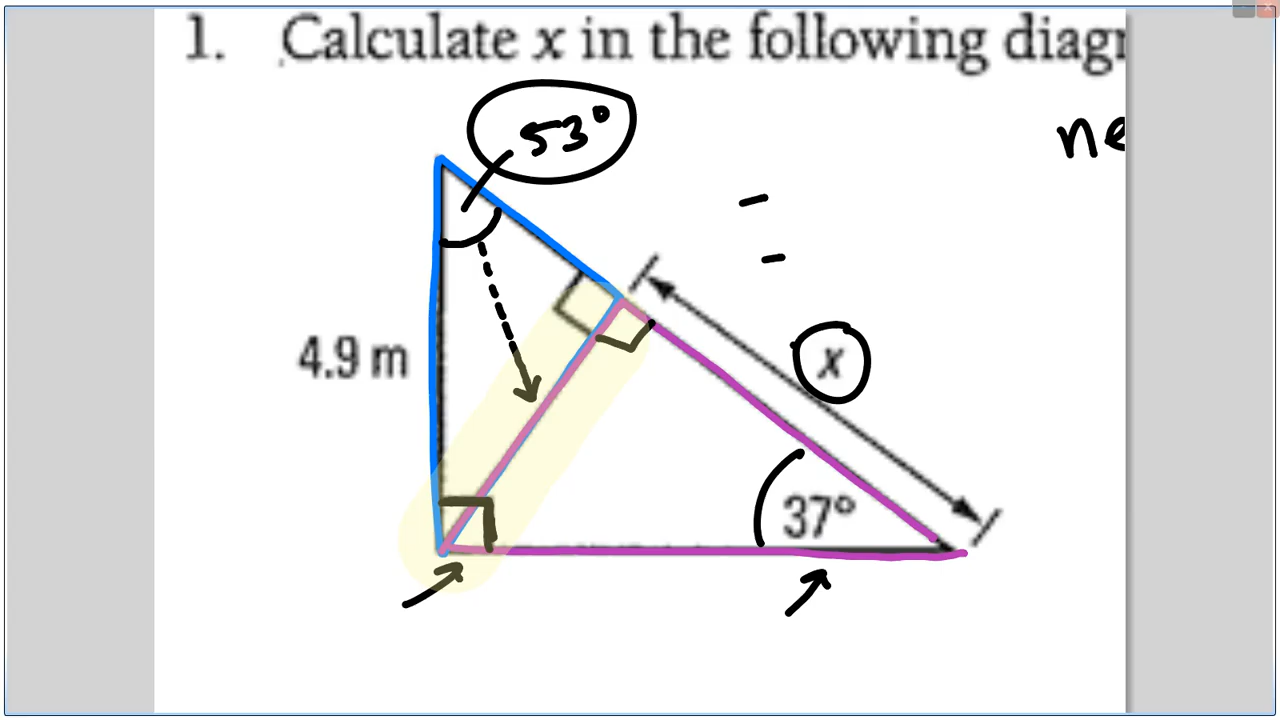 1. Calculate x in the following diagr
53°
ne
4.9 m
x
37°